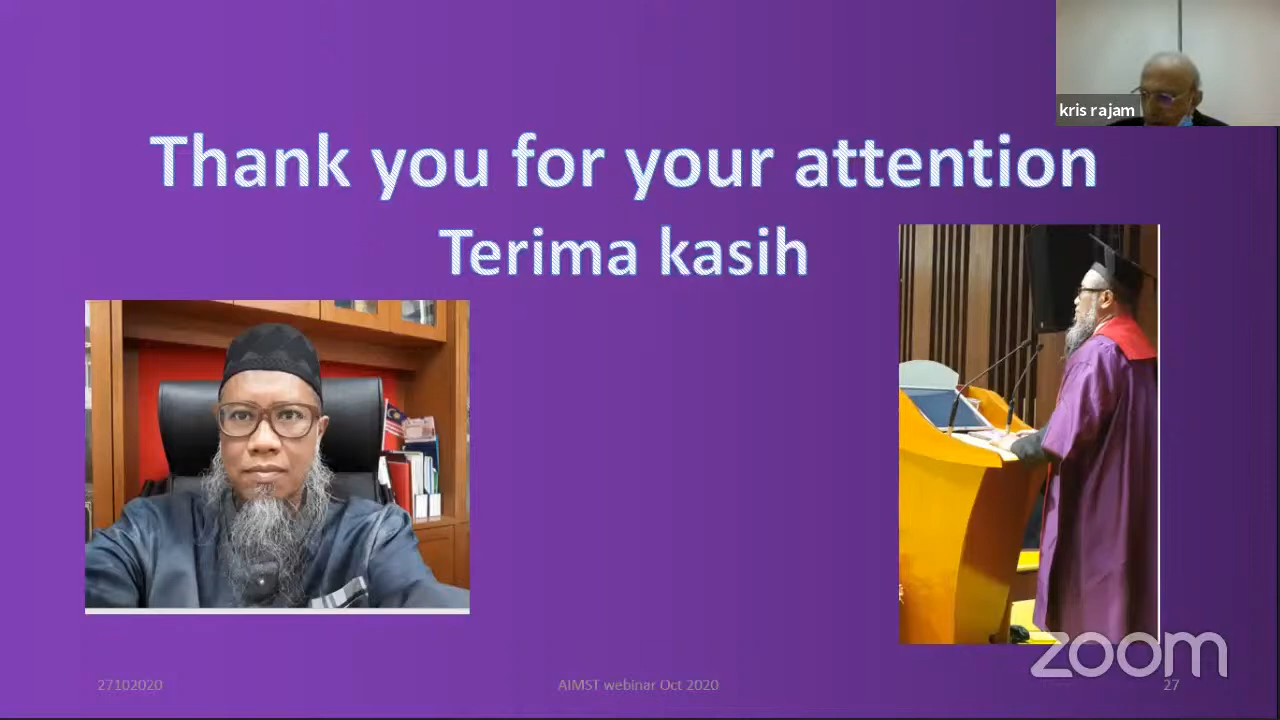 kris rajam
Thank you for your attention
Terima kasih
27102020
AIMST webinar Oct 2020
27
zoom